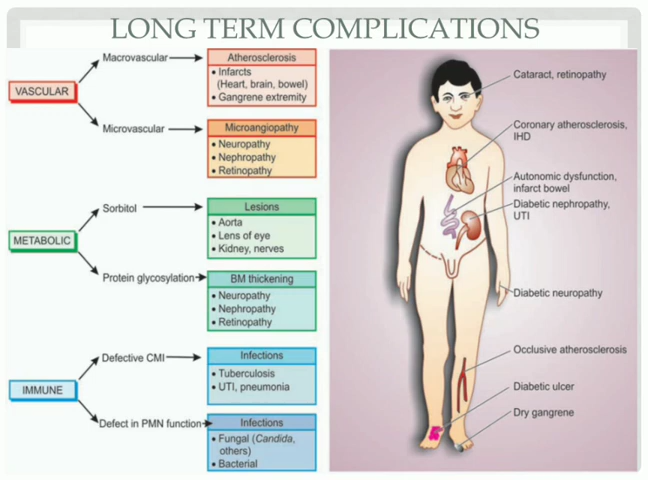 LONG TERM COMPLICATIONS
VASCULAR
Macrovascular
Atherosclerosis
• Infarcts
(Heart, brain, bowel)
• Gangrene extremity
Microvascular
Microangiopathy
• Neuropathy
• Nephropathy
• Retinopathy
METABOLIC
Sorbitol
Lesions
• Aorta
• Lens of eye
• Kidney, nerves
Protein glycosylation
BM thickening
• Neuropathy
• Nephropathy
• Retinopathy
IMMUNE
Defective CMI
Infections
• Tuberculosis
• UTI, pneumonia
Defect in PMN function
Infections
• Fungal (Candida,
others)
• Bacterial
Cataract, retinopathy
Coronary atherosclerosis,
IHD
Autonomic dysfunction,
infarct bowel
Diabetic nephropathy,
UTI
Diabetic neuropathy
Occlusive atherosclerosis
Diabetic ulcer
Dry gangrene